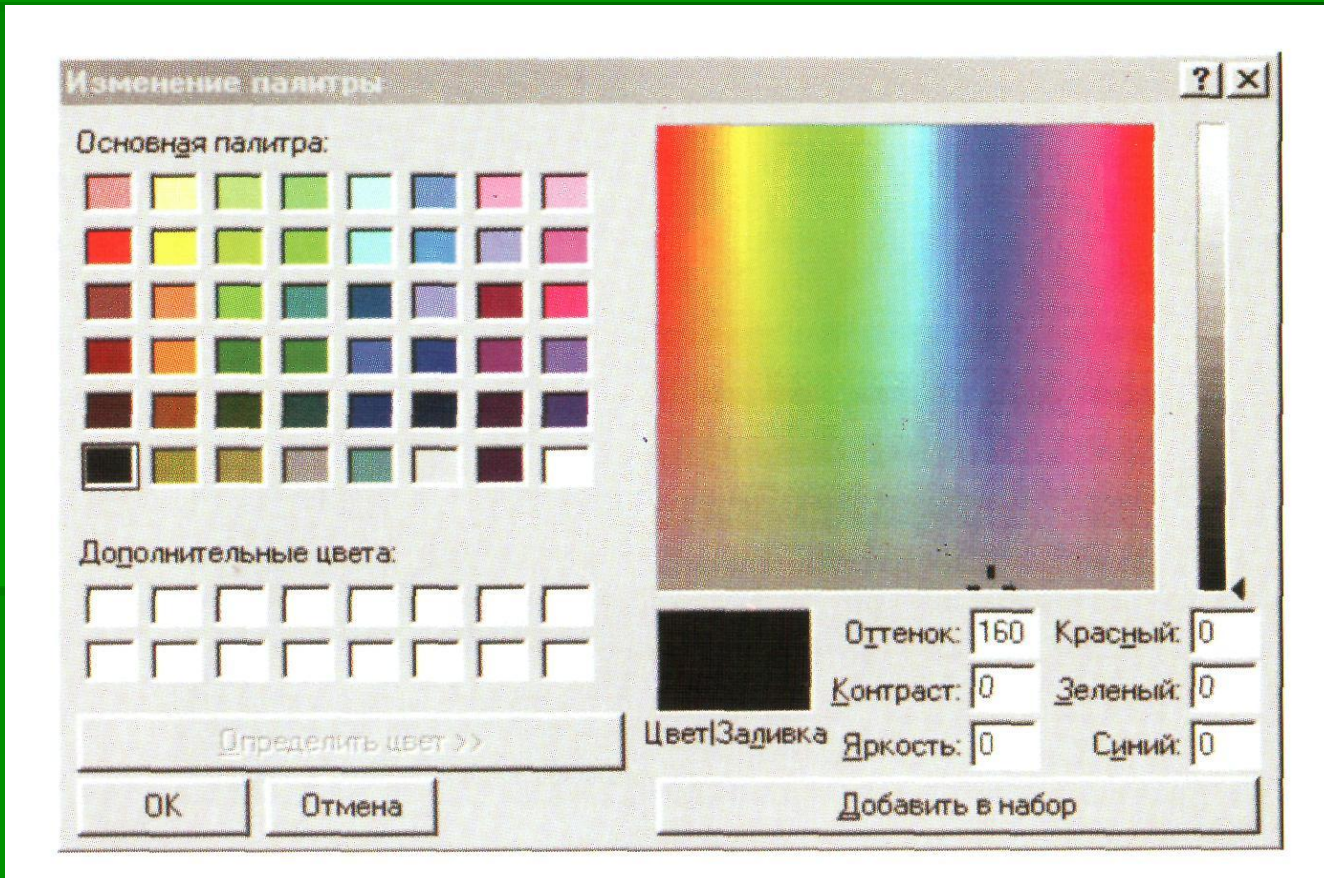 Изменение палитры
Основная палитра:
Дополнительные цвета:
Определить цвет >>
OK
Отмена
Цвет|Заливка
Оттенок: 160
Контраст: 0
Яркость: 0
Красный: 0
Зеленый: 0
Синий: 0
Добавить в набор